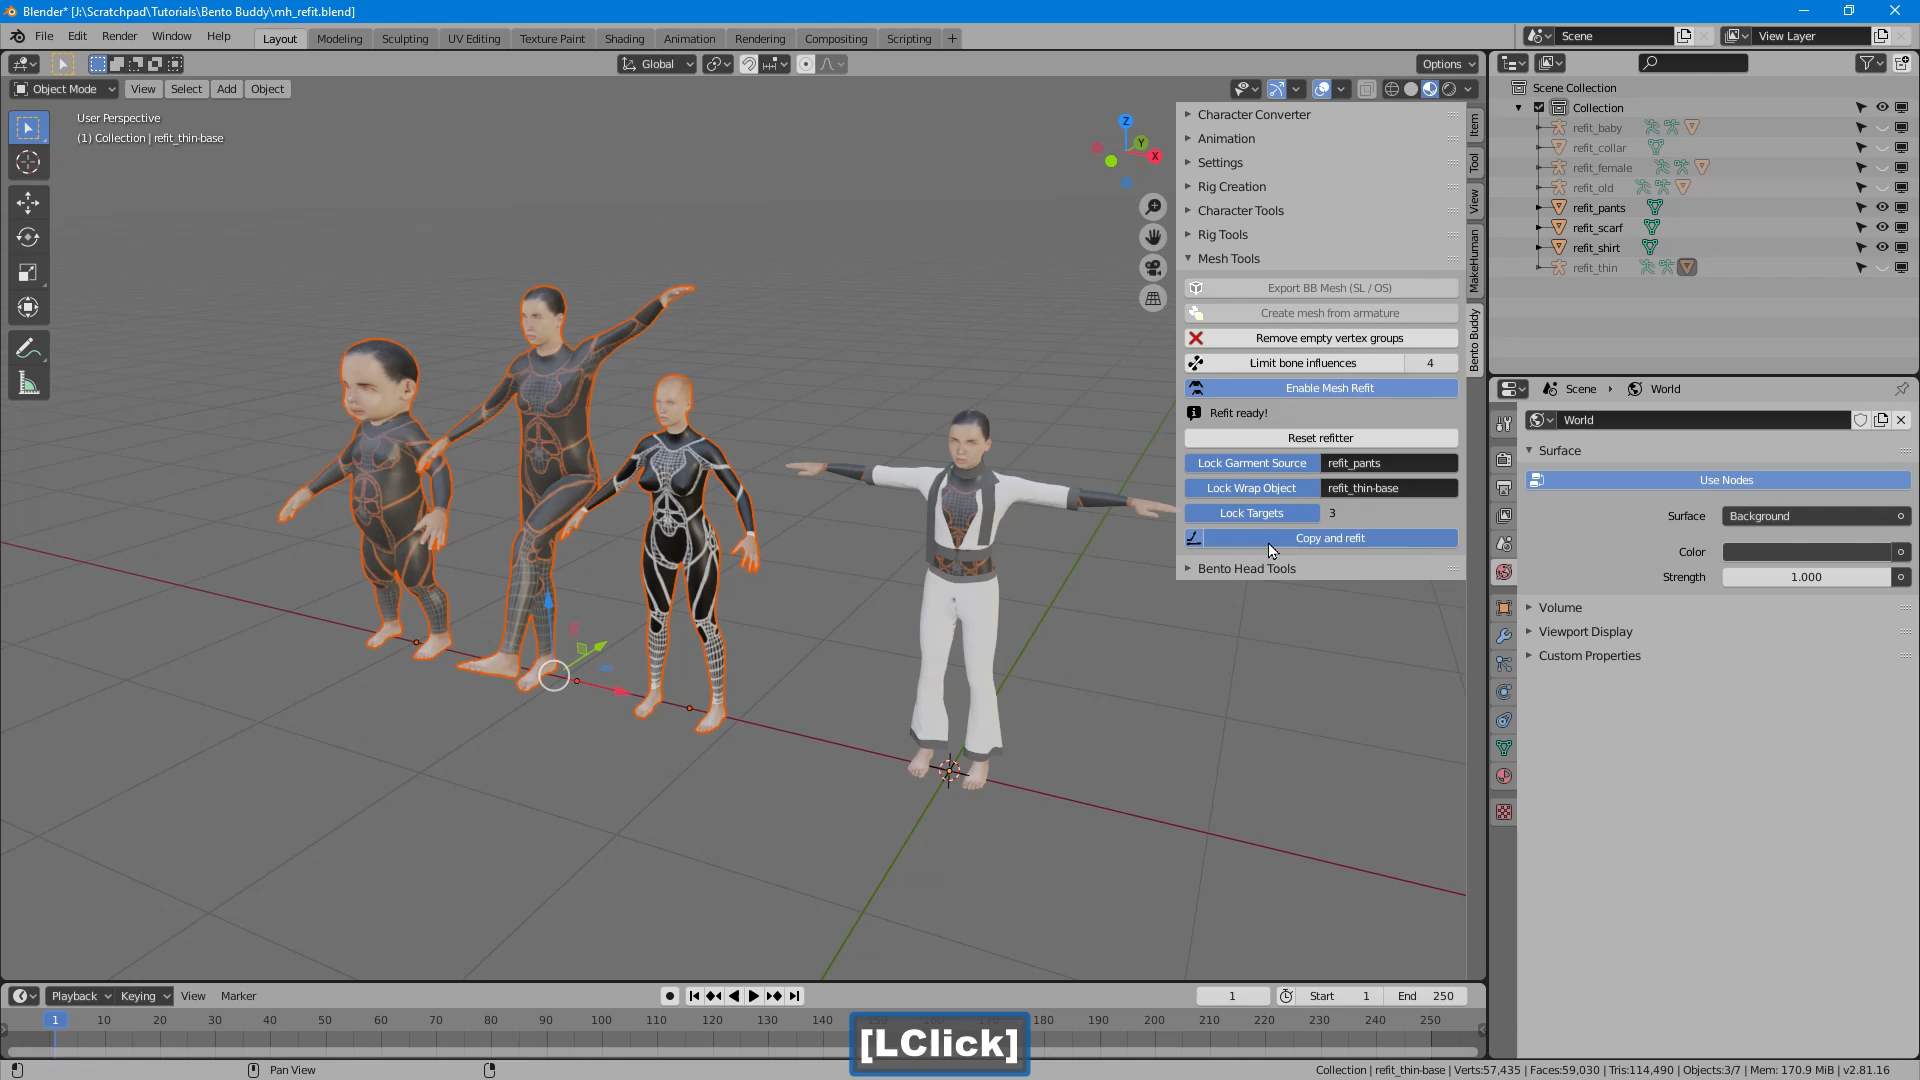 Blender* [J:\Scratchpad\Tutorials\Bento Buddy\mh_refit.blend]
File Edit Render Window Help Layout Modeling Sculpting UV Editing Texture Paint Shading Animation Rendering Compositing Scripting + Scene View Layer
Global Options
Object Mode View Select Add Object
User Perspective
(1) Collection | refit_thin-base
Z
Y
X
Character Converter
Animation
Settings
Rig Creation
Character Tools
Rig Tools
Mesh Tools
Export BB Mesh (SL / OS)
Create mesh from armature
Remove empty vertex groups
Limit bone influences 4
Enable Mesh Refit
Refit ready!
Reset refitter
Lock Garment Source refit_pants
Lock Wrap Object refit_thin-base
Lock Targets 3
Copy and refit
Bento Head Tools
Item
Tool
View
MakeHuman
Bento Buddy
Scene Collection
Collection
refit_baby
refit_collar
refit_female
refit_old
refit_pants
refit_scarf
refit_shirt
refit_thin
Scene World
World
Surface
Use Nodes
Surface Background
Color
Strength 1.000
Volume
Viewport Display
Custom Properties
Playback Keying View Marker 1 Start 1 End 250
1 10 20 30 40 50 60 70 80 90 100 110 120 130 140 180 190 200 210 220 230 240 250
[LClick]
Pan View
Collection | refit_thin-base | Verts:57,435 | Faces:59,030 | Tris:114,490 | Objects:3/7 | Mem: 170.9 MiB | v2.81.16